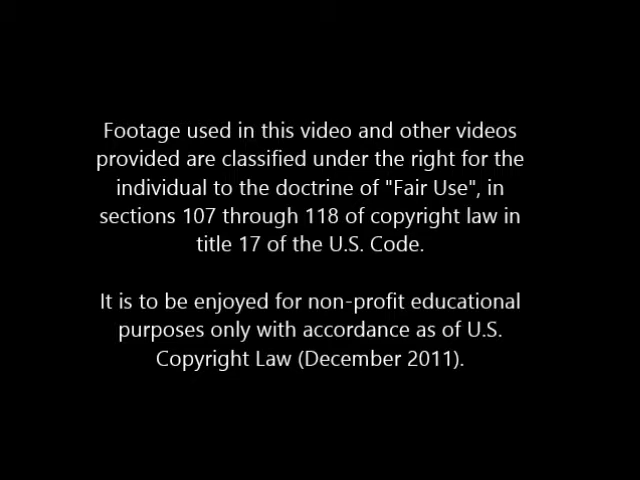 Footage used in this video and other videos
provided are classified under the right for the
individual to the doctrine of "Fair Use", in
sections 107 through 118 of copyright law in
title 17 of the U.S. Code.
It is to be enjoyed for non-profit educational
purposes only with accordance as of U.S.
Copyright Law (December 2011).